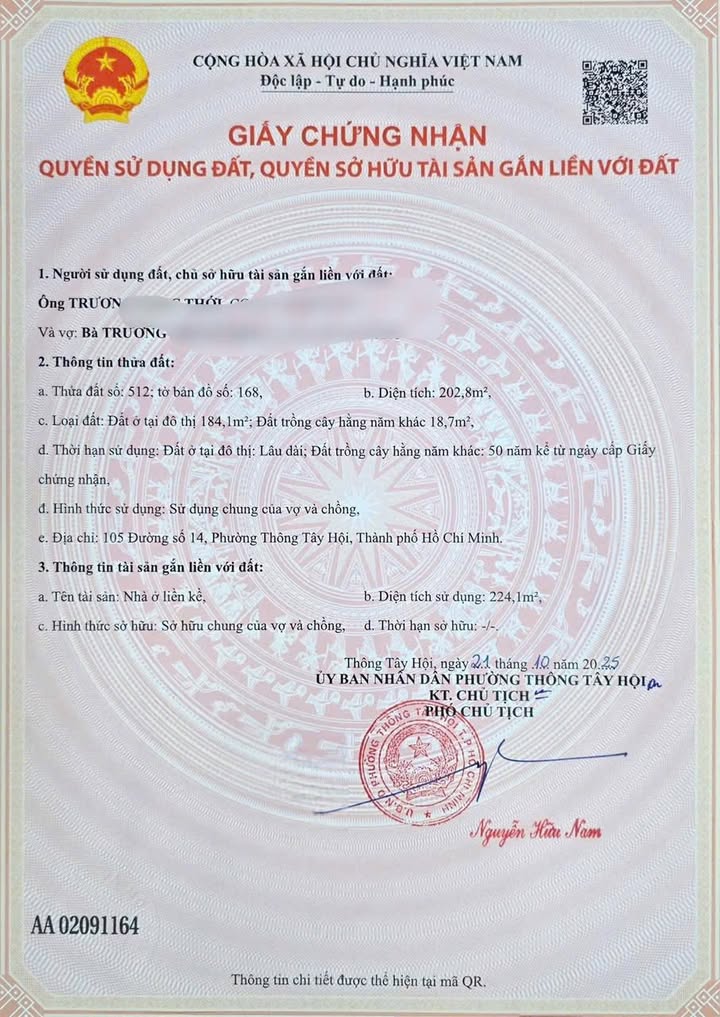 CỘNG HÒA XÃ HỘI CHỦ NGHĨA VIỆT NAM
Độc lập - Tự do - Hạnh phúc
GIẤY CHỨNG NHẬN
QUYỀN SỬ DỤNG ĐẤT, QUYỀN SỞ HỮU TÀI SẢN GẮN LIỀN VỚI ĐẤT
1. Người sử dụng đất, chủ sở hữu tài sản gắn liền với đất:
Ông TRƯƠN
Và vợ: Bà TRƯƠNG
2. Thông tin thửa đất:
a. Thửa đất số: 512; tờ bản đồ số: 168, b. Diện tích: 202,8m²,
c. Loại đất: Đất ở tại đô thị 184,1m²; Đất trồng cây hằng năm khác 18,7m²,
d. Thời hạn sử dụng: Đất ở tại đô thị: Lâu dài; Đất trồng cây hằng năm khác: 50 năm kể từ ngày cấp Giấy
chứng nhận,
đ. Hình thức sử dụng: Sử dụng chung của vợ và chồng,
e. Địa chỉ: 105 Đường số 14, Phường Thông Tây Hội, Thành phố Hồ Chí Minh.
3. Thông tin tài sản gắn liền với đất:
a. Tên tài sản: Nhà ở liền kề, b. Diện tích sử dụng: 224,1m²,
c. Hình thức sở hữu: Sở hữu chung của vợ và chồng, d. Thời hạn sở hữu: -/-.
Thông Tây Hội, ngày 21 tháng 10 năm 2025
ỦY BAN NHÂN DÂN PHƯỜNG THÔNG TÂY HỘI
KT. CHỦ TỊCH
PHÓ CHỦ TỊCH
U.B.N.D PHƯỜNG THÔNG TÂY HỘI T.P HỒ CHÍ MINH
Nguyễn Hữu Nam
AA 02091164
Thông tin chi tiết được thể hiện tại mã QR.